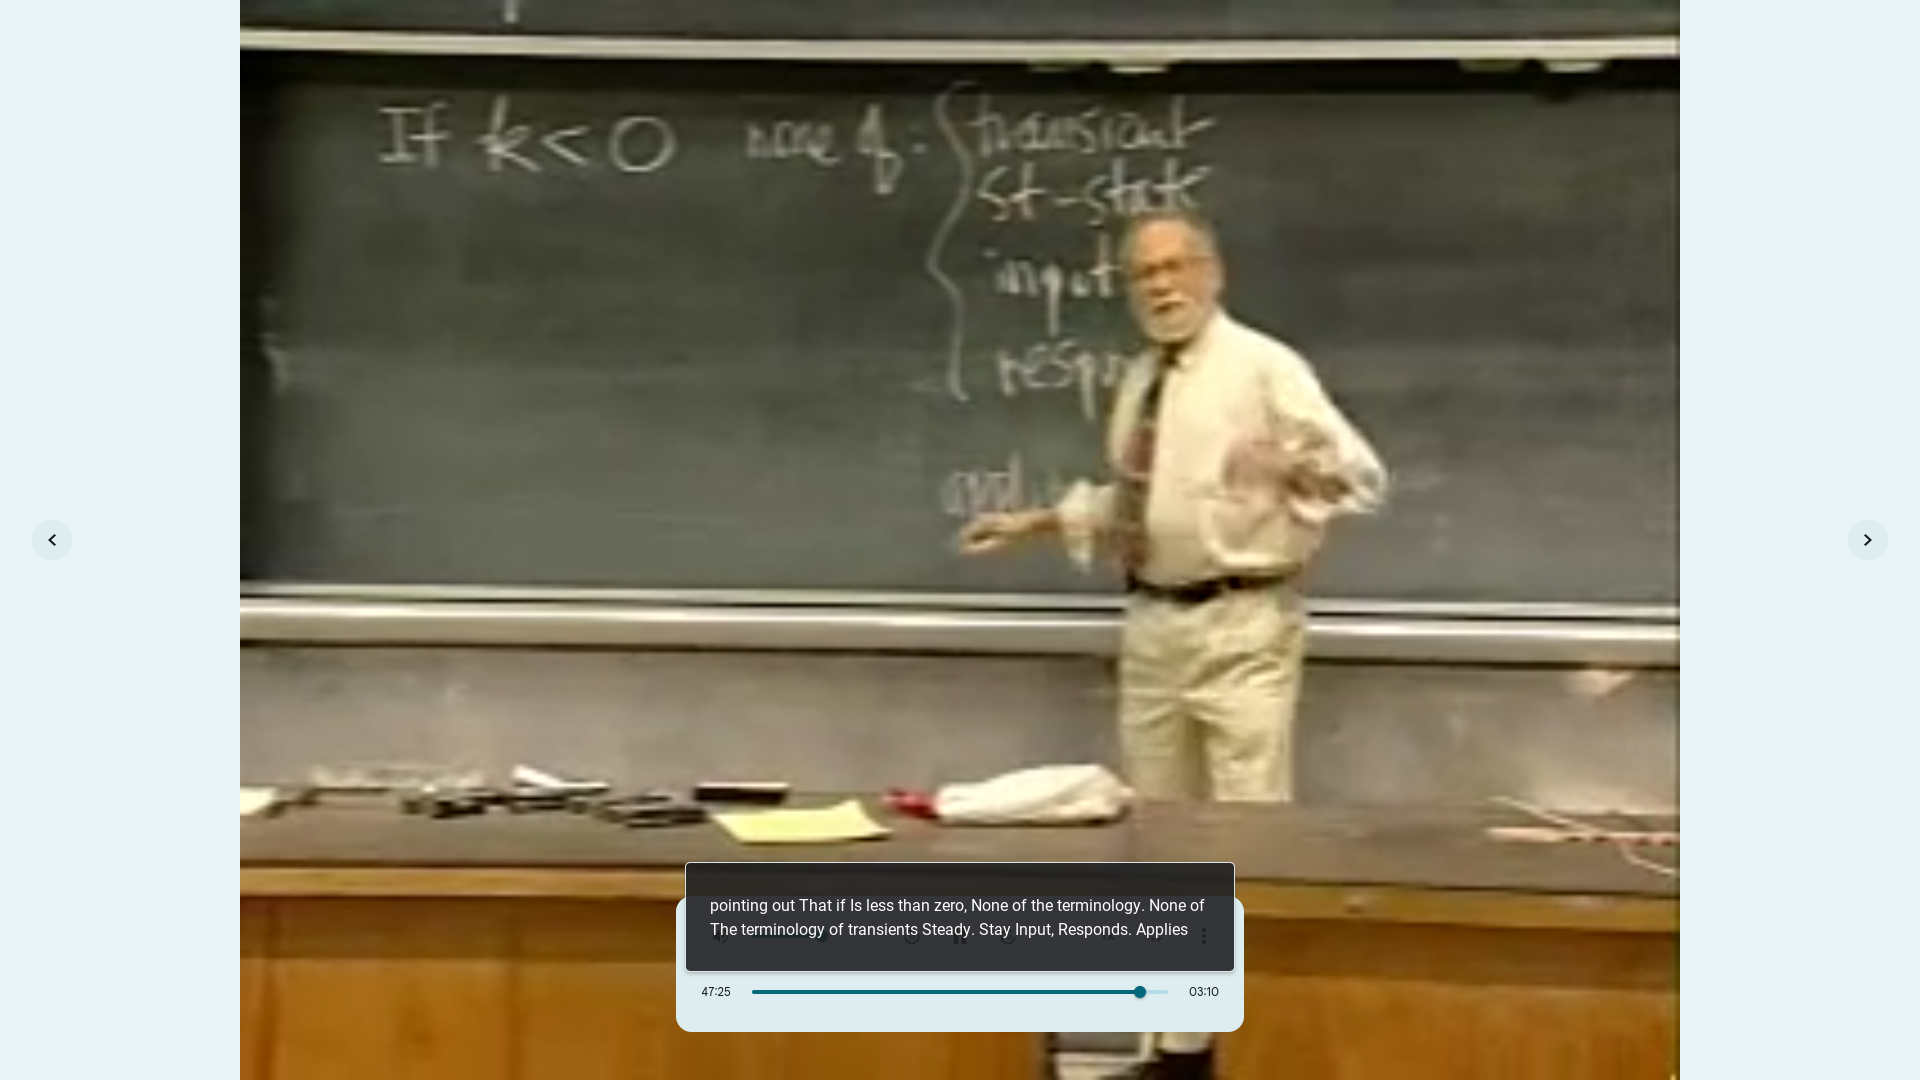 If k<0 none of: transient
st-state
input
and
pointing out That if Is less than zero, None of the terminology. None of
The terminology of transients Steady. Stay Input, Responds. Applies
47:25 03:10